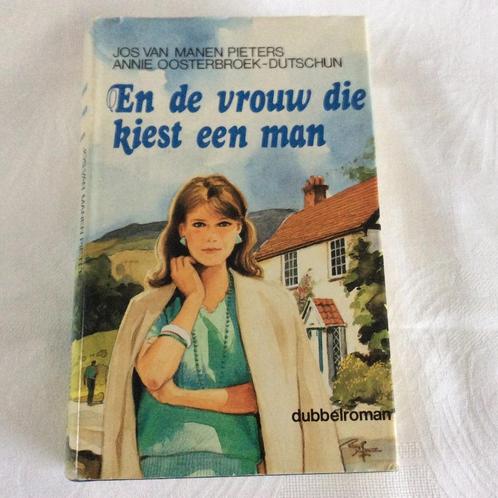 JOS VAN MANEN PIETERS
ANNIE OOSTERBROEK-DUTSCHUN
En de vrouw die
kiest een man
dubbelroman